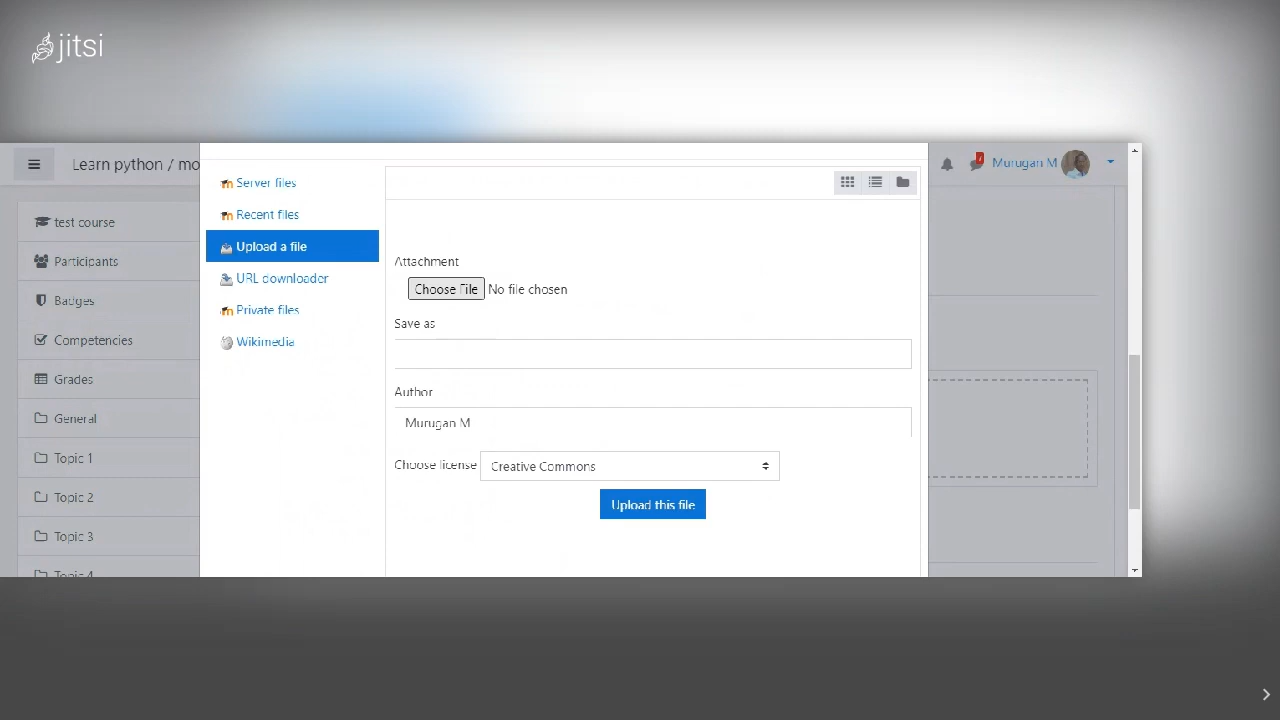 jitsi
Learn python / mo
Murugan M
test course
Participants
Badges
Competencies
Grades
General
Topic 1
Topic 2
Topic 3
Topic 4
Server files
Recent files
Upload a file
URL downloader
Private files
Wikimedia
Attachment
Choose File No file chosen
Save as
Author
Murugan M
Choose license Creative Commons
Upload this file